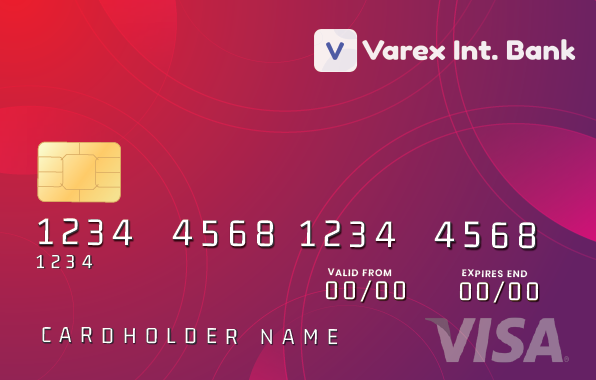 V Varex Int. Bank
1234 4568 1234 4568
1234
VALID FROM EXPIRES END
00/00 00/00
CARDHOLDER NAME
VISA®